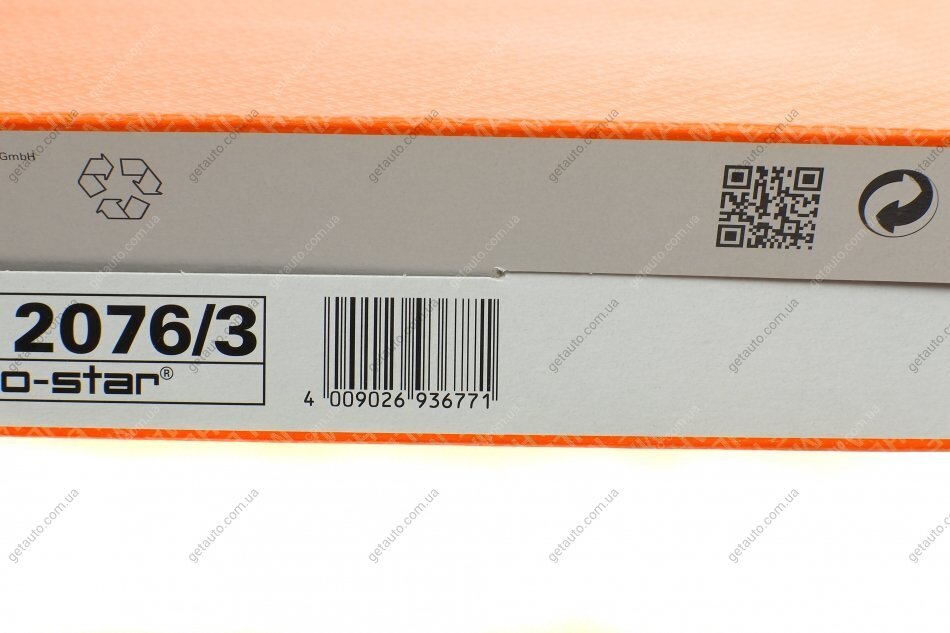 GmbH
2076/3
o-star®
4 009026 936771
getauto.com.ua